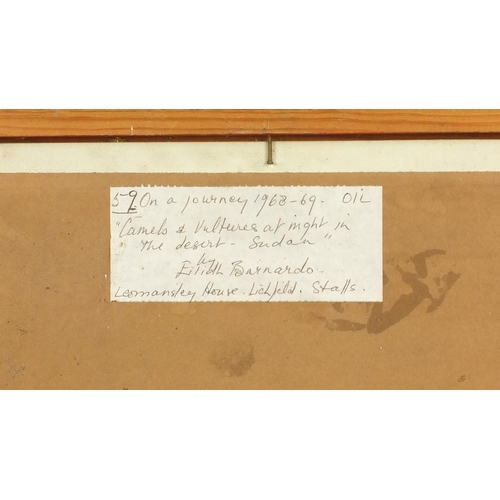 59 On a journey 1968-69. OIL
"Camels & Vultures at night in
the desert - Sudan"
by
Barnardo.
Leomansley House. Lichfield. Staffs.